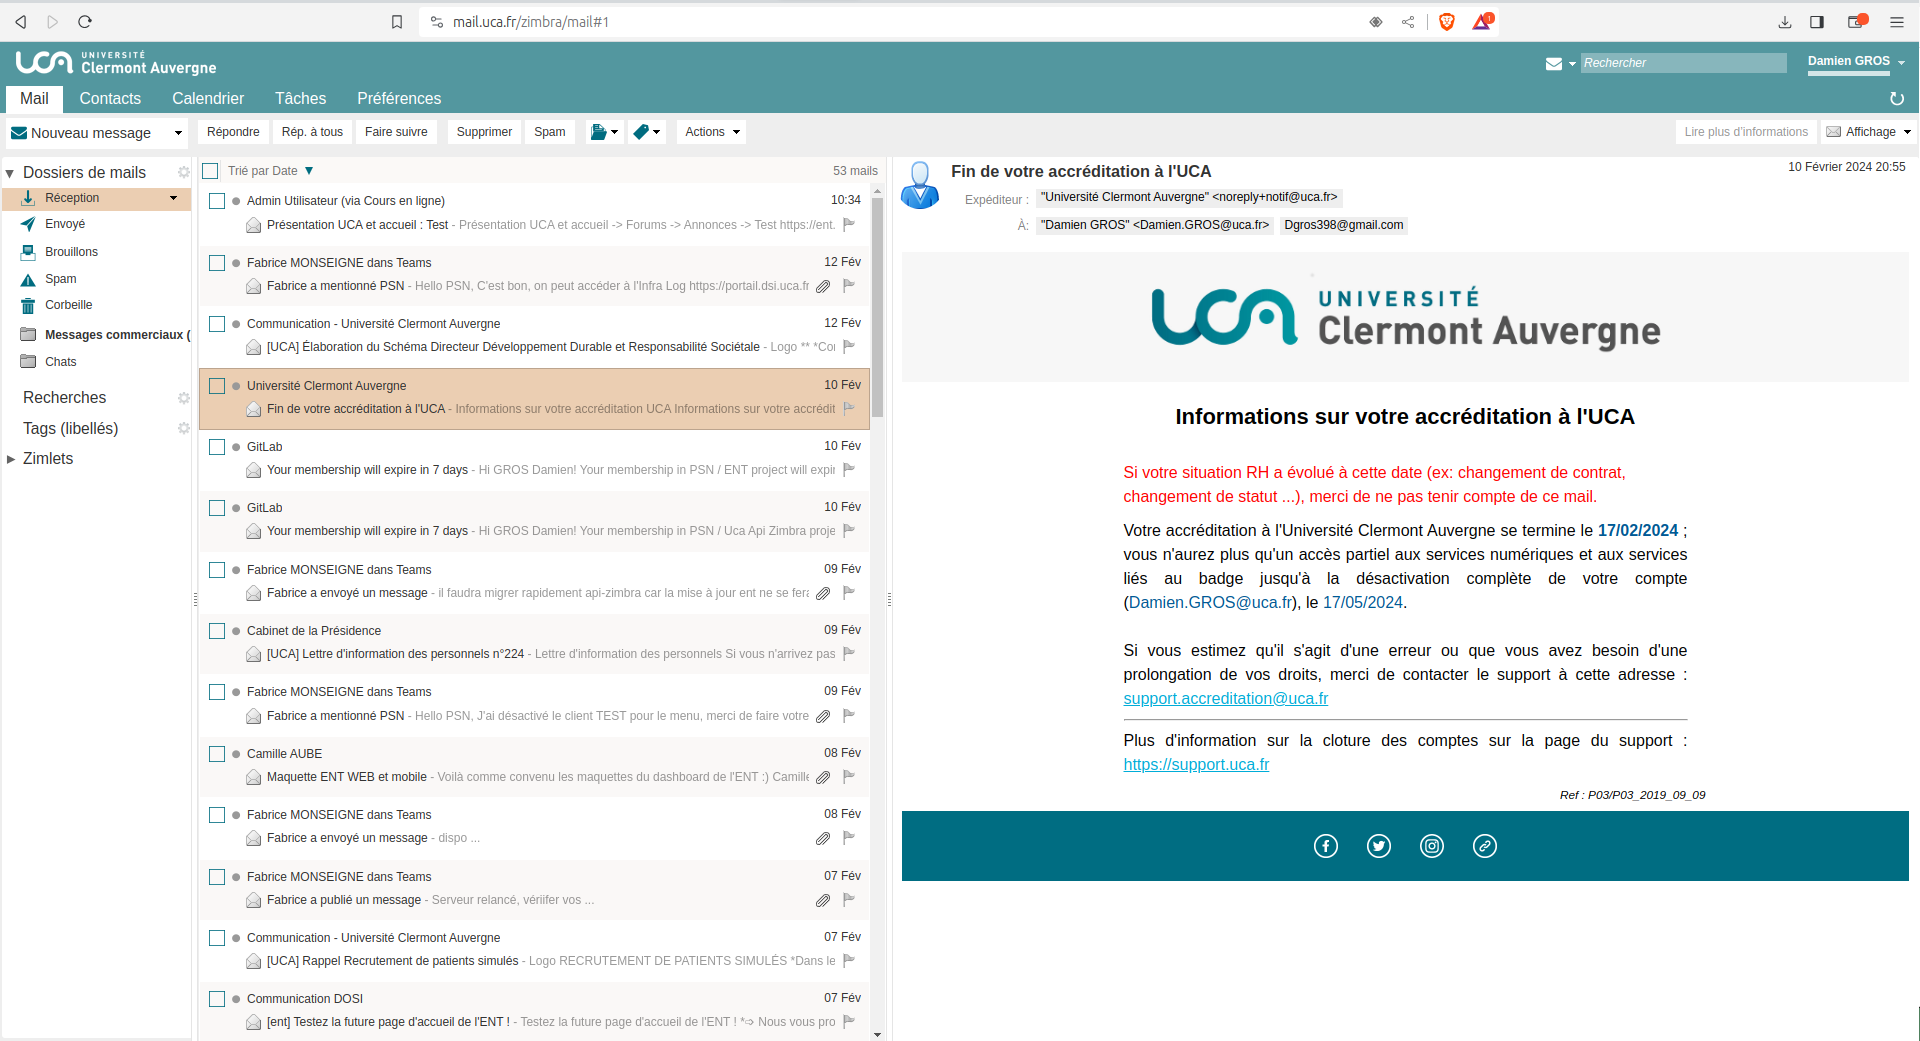 mail.uca.fr/zimbra/mail#1
1
UCA UNIVERSITÉ
Clermont Auvergne
Rechercher
Damien GROS
Mail Contacts Calendrier Tâches Préférences
Nouveau message Répondre Rép. à tous Faire suivre Supprimer Spam Actions Lire plus d'informations Affichage
Dossiers de mails
Réception
Envoyé
Brouillons
Spam
Corbeille
Messages commerciaux (
Chats
Recherches
Tags (libellés)
Zimlets
Trié par Date 53 mails
Admin Utilisateur (via Cours en ligne) 10:34
Présentation UCA et accueil : Test - Présentation UCA et accueil -> Forums -> Annonces -> Test https://ent.
Fabrice MONSEIGNE dans Teams 12 Fév
Fabrice a mentionné PSN - Hello PSN, C'est bon, on peut accéder à l'Infra Log https://portail.dsi.uca.fr
Communication - Université Clermont Auvergne 12 Fév
[UCA] Élaboration du Schéma Directeur Développement Durable et Responsabilité Sociétale - Logo ** *Cor
Université Clermont Auvergne 10 Fév
Fin de votre accréditation à l'UCA - Informations sur votre accréditation UCA Informations sur votre accrédit
GitLab 10 Fév
Your membership will expire in 7 days - Hi GROS Damien! Your membership in PSN / ENT project will expir
GitLab 10 Fév
Your membership will expire in 7 days - Hi GROS Damien! Your membership in PSN / Uca Api Zimbra proje
Fabrice MONSEIGNE dans Teams 09 Fév
Fabrice a envoyé un message - il faudra migrer rapidement api-zimbra car la mise à jour ent ne se fera
Cabinet de la Présidence 09 Fév
[UCA] Lettre d'information des personnels n°224 - Lettre d'information des personnels Si vous n'arrivez pas
Fabrice MONSEIGNE dans Teams 09 Fév
Fabrice a mentionné PSN - Hello PSN, J'ai désactivé le client TEST pour le menu, merci de faire votre
Camille AUBE 08 Fév
Maquette ENT WEB et mobile - Voilà comme convenu les maquettes du dashboard de l'ENT :) Camille
Fabrice MONSEIGNE dans Teams 08 Fév
Fabrice a envoyé un message - dispo ...
Fabrice MONSEIGNE dans Teams 07 Fév
Fabrice a publié un message - Serveur relancé, vériifer vos ...
Communication - Université Clermont Auvergne 07 Fév
[UCA] Rappel Recrutement de patients simulés - Logo RECRUTEMENT DE PATIENTS SIMULÉS *Dans le
Communication DOSI 07 Fév
[ent] Testez la future page d'accueil de l'ENT ! - Testez la future page d'accueil de l'ENT ! *➩ Nous vous pro
Fin de votre accréditation à l'UCA 10 Février 2024 20:55
Expéditeur : "Université Clermont Auvergne" <noreply+notif@uca.fr>
À: "Damien GROS" <Damien.GROS@uca.fr> Dgros398@gmail.com
UCA UNIVERSITÉ
Clermont Auvergne
Informations sur votre accréditation à l'UCA
Si votre situation RH a évolué à cette date (ex: changement de contrat,
changement de statut ...), merci de ne pas tenir compte de ce mail.
Votre accréditation à l'Université Clermont Auvergne se termine le 17/02/2024 ;
vous n'aurez plus qu'un accès partiel aux services numériques et aux services
liés au badge jusqu'à la désactivation complète de votre compte
(Damien.GROS@uca.fr), le 17/05/2024.
Si vous estimez qu'il s'agit d'une erreur ou que vous avez besoin d'une
prolongation de vos droits, merci de contacter le support à cette adresse :
support.accreditation@uca.fr
Plus d'information sur la cloture des comptes sur la page du support :
https://support.uca.fr
Ref : P03/P03_2019_09_09